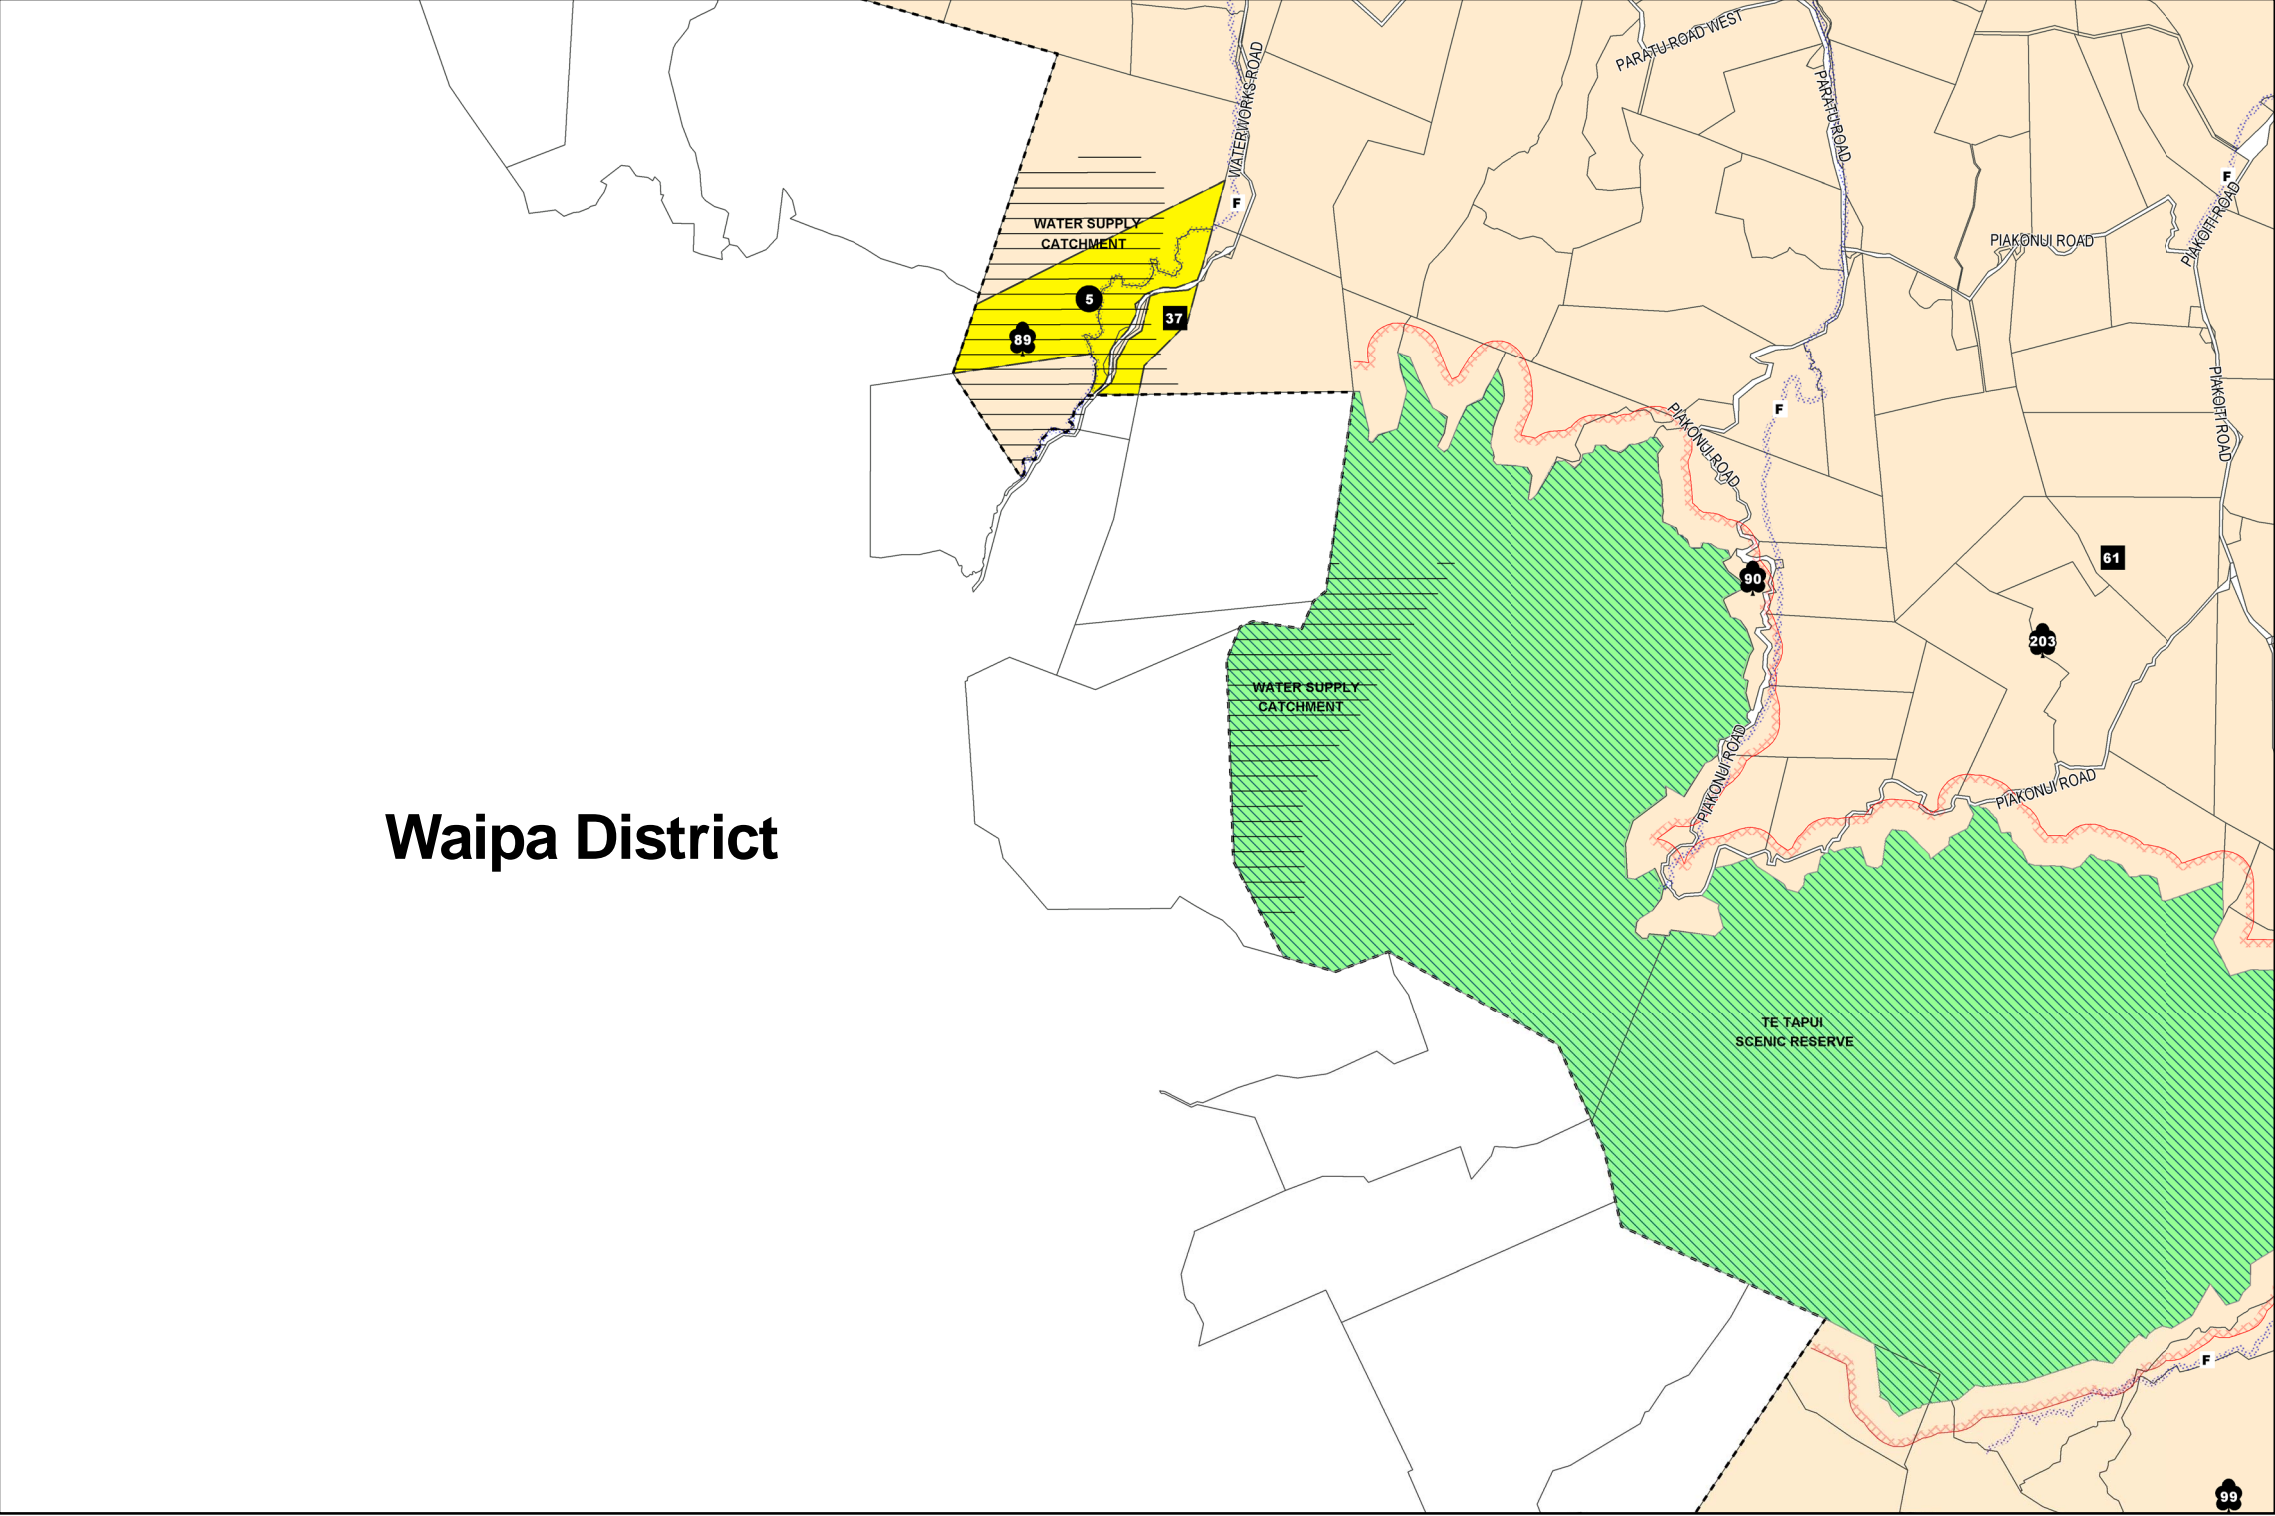 PARATU ROAD WEST
WATERWORKS ROAD
PARATU ROAD
F
F
PIAKOITI ROAD
WATER SUPPLY
CATCHMENT
PIAKONUI ROAD
5
37
89
F
PIAKONUI ROAD
PIAKOITI ROAD
61
90
203
WATER SUPPLY
CATCHMENT
PIAKONUI ROAD
PIAKONUI ROAD
Waipa District
TE TAPUI
SCENIC RESERVE
F
99